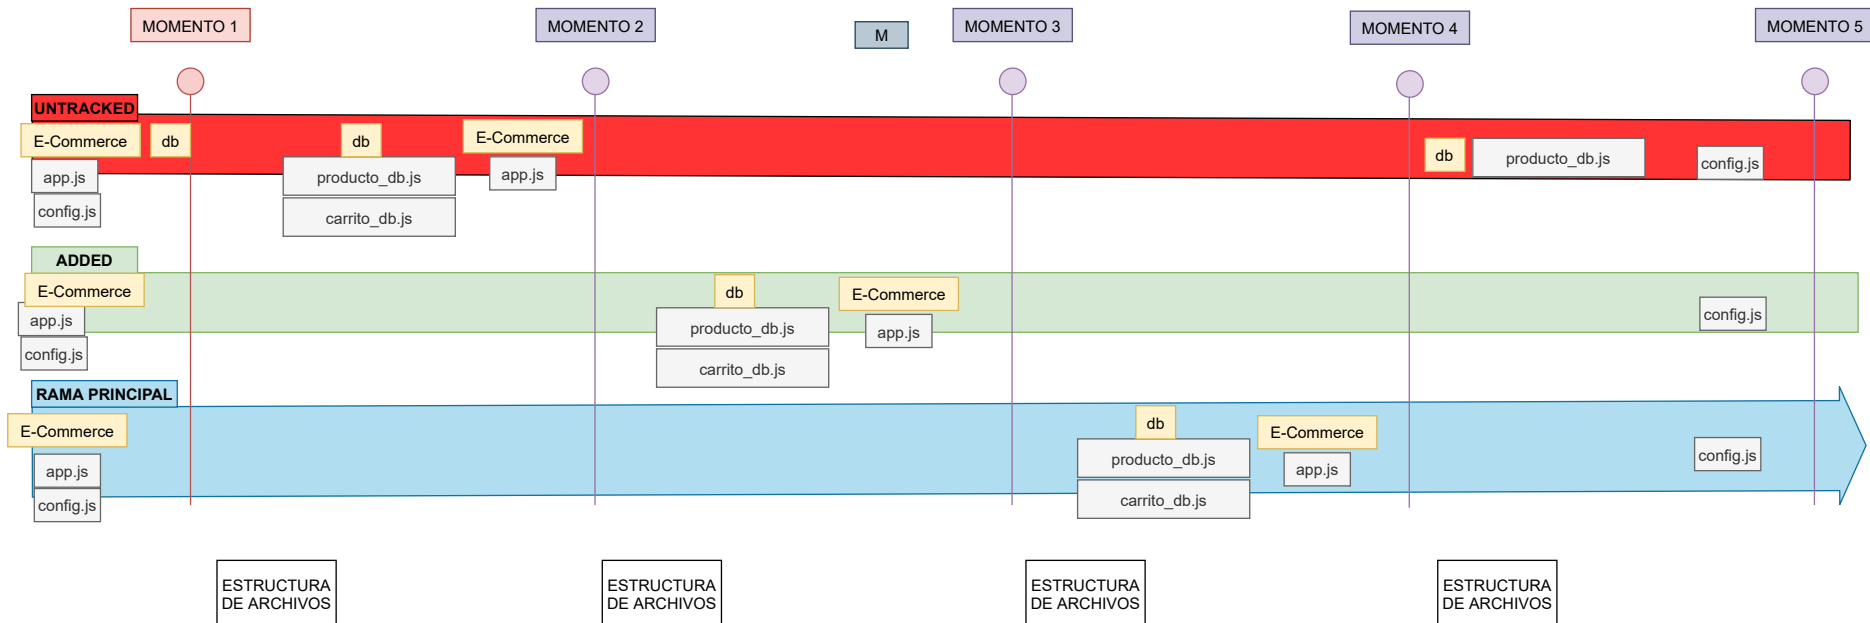 MOMENTO 1
MOMENTO 2
M
MOMENTO 3
MOMENTO 4
MOMENTO 5
UNTRACKED
E-Commerce
db
app.js
config.js
db
producto_db.js
carrito_db.js
E-Commerce
app.js
db
producto_db.js
config.js
ADDED
E-Commerce
app.js
config.js
db
producto_db.js
carrito_db.js
E-Commerce
app.js
config.js
RAMA PRINCIPAL
E-Commerce
app.js
config.js
db
producto_db.js
carrito_db.js
E-Commerce
app.js
config.js
ESTRUCTURA
DE ARCHIVOS
ESTRUCTURA
DE ARCHIVOS
ESTRUCTURA
DE ARCHIVOS
ESTRUCTURA
DE ARCHIVOS